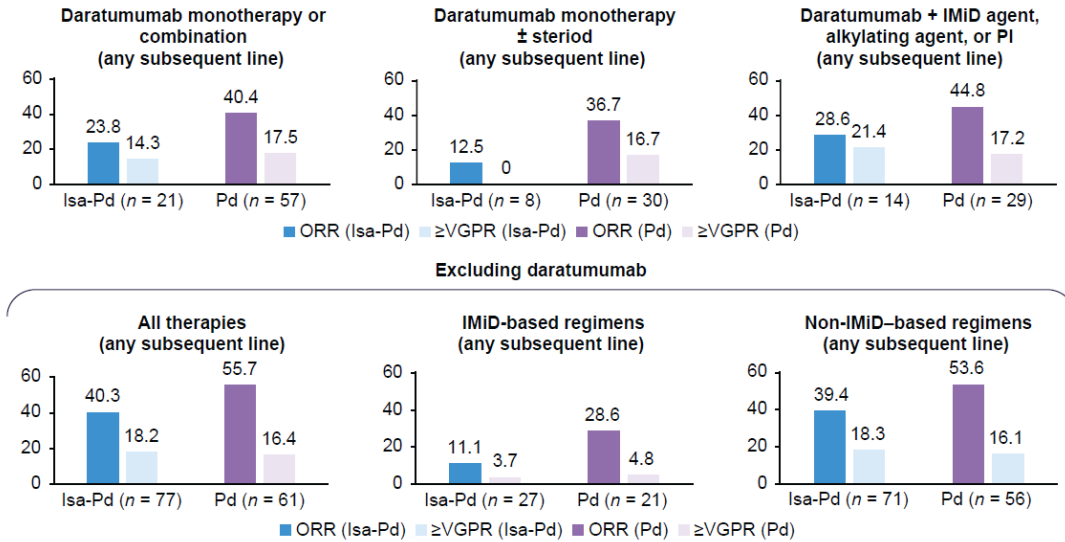 Daratumumab monotherapy or
combination
(any subsequent line)
60
40
20
0
23.8
14.3
40.4
17.5
Isa-Pd (n = 21)
Pd (n = 57)
Daratumumab monotherapy
± steriod
(any subsequent line)
60
40
20
0
12.5
0
36.7
16.7
Isa-Pd (n = 8)
Pd (n = 30)
Daratumumab + IMiD agent,
alkylating agent, or PI
(any subsequent line)
60
40
20
0
28.6
21.4
44.8
17.2
Isa-Pd (n = 14)
Pd (n = 29)
ORR (Isa-Pd) ≥VGPR (Isa-Pd) ORR (Pd) ≥VGPR (Pd)
Excluding daratumumab
All therapies
(any subsequent line)
60
40
20
0
40.3
18.2
55.7
16.4
Isa-Pd (n = 77)
Pd (n = 61)
IMiD-based regimens
(any subsequent line)
60
40
20
0
11.1
3.7
28.6
4.8
Isa-Pd (n = 27)
Pd (n = 21)
Non-IMiD–based regimens
(any subsequent line)
60
40
20
0
39.4
18.3
53.6
16.1
Isa-Pd (n = 71)
Pd (n = 56)
ORR (Isa-Pd) ≥VGPR (Isa-Pd) ORR (Pd) ≥VGPR (Pd)